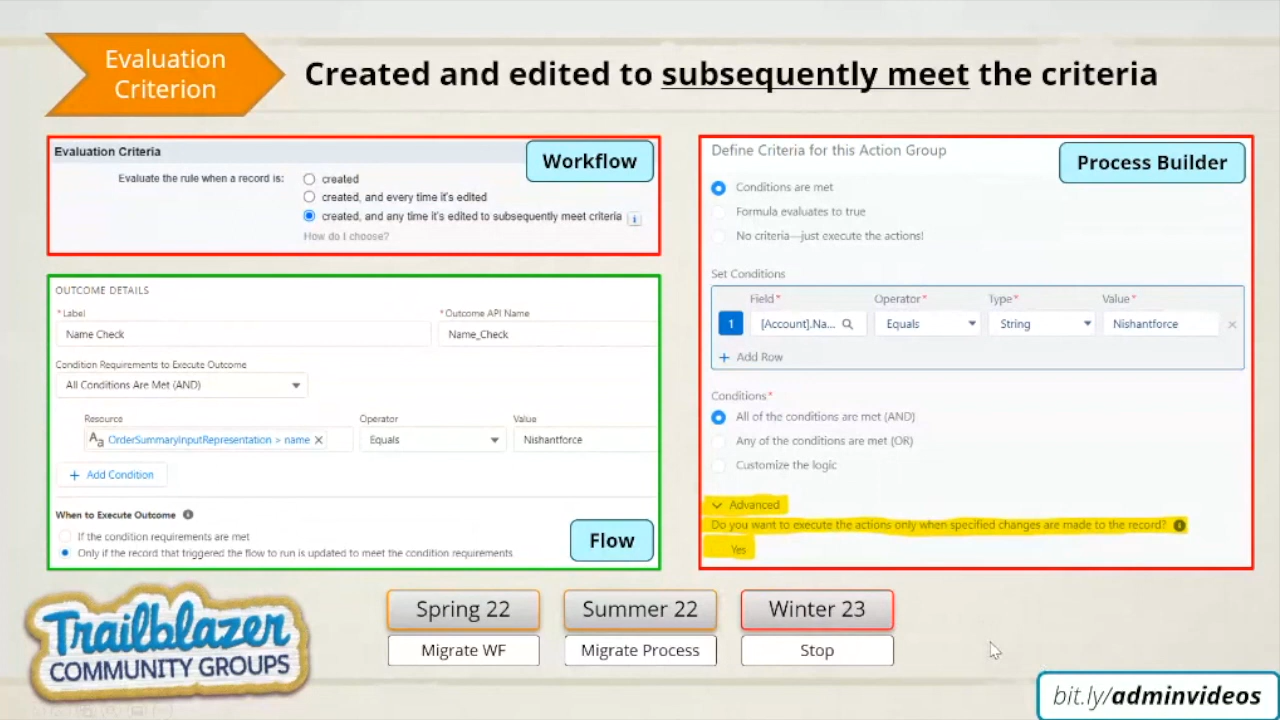 Evaluation
Criterion
Created and edited to subsequently meet the criteria
Evaluation Criteria
Workflow
Evaluate the rule when a record is:
created
created, and every time it's edited
created, and any time it's edited to subsequently meet criteria
How do I choose?
OUTCOME DETAILS
* Label
* Outcome API Name
Name Check
Name_Check
Condition Requirements to Execute Outcome
All Conditions Are Met (AND)
Resource
Operator
Value
Aa OrderSummaryInputRepresentation > name
Equals
Nishantforce
+ Add Condition
When to Execute Outcome
If the condition requirements are met
Only if the record that triggered the flow to run is updated to meet the condition requirements
Flow
Define Criteria for this Action Group
Process Builder
Conditions are met
Formula evaluates to true
No criteria—just execute the actions!
Set Conditions
Field*
Operator*
Type*
Value*
1
[Account].Na...
Equals
String
Nishantforce
+ Add Row
Conditions*
All of the conditions are met (AND)
Any of the conditions are met (OR)
Customize the logic
Advanced
Do you want to execute the actions only when specified changes are made to the record?
Yes
Trailblazer
COMMUNITY GROUPS
Spring 22
Summer 22
Winter 23
Migrate WF
Migrate Process
Stop
bit.ly/adminvideos